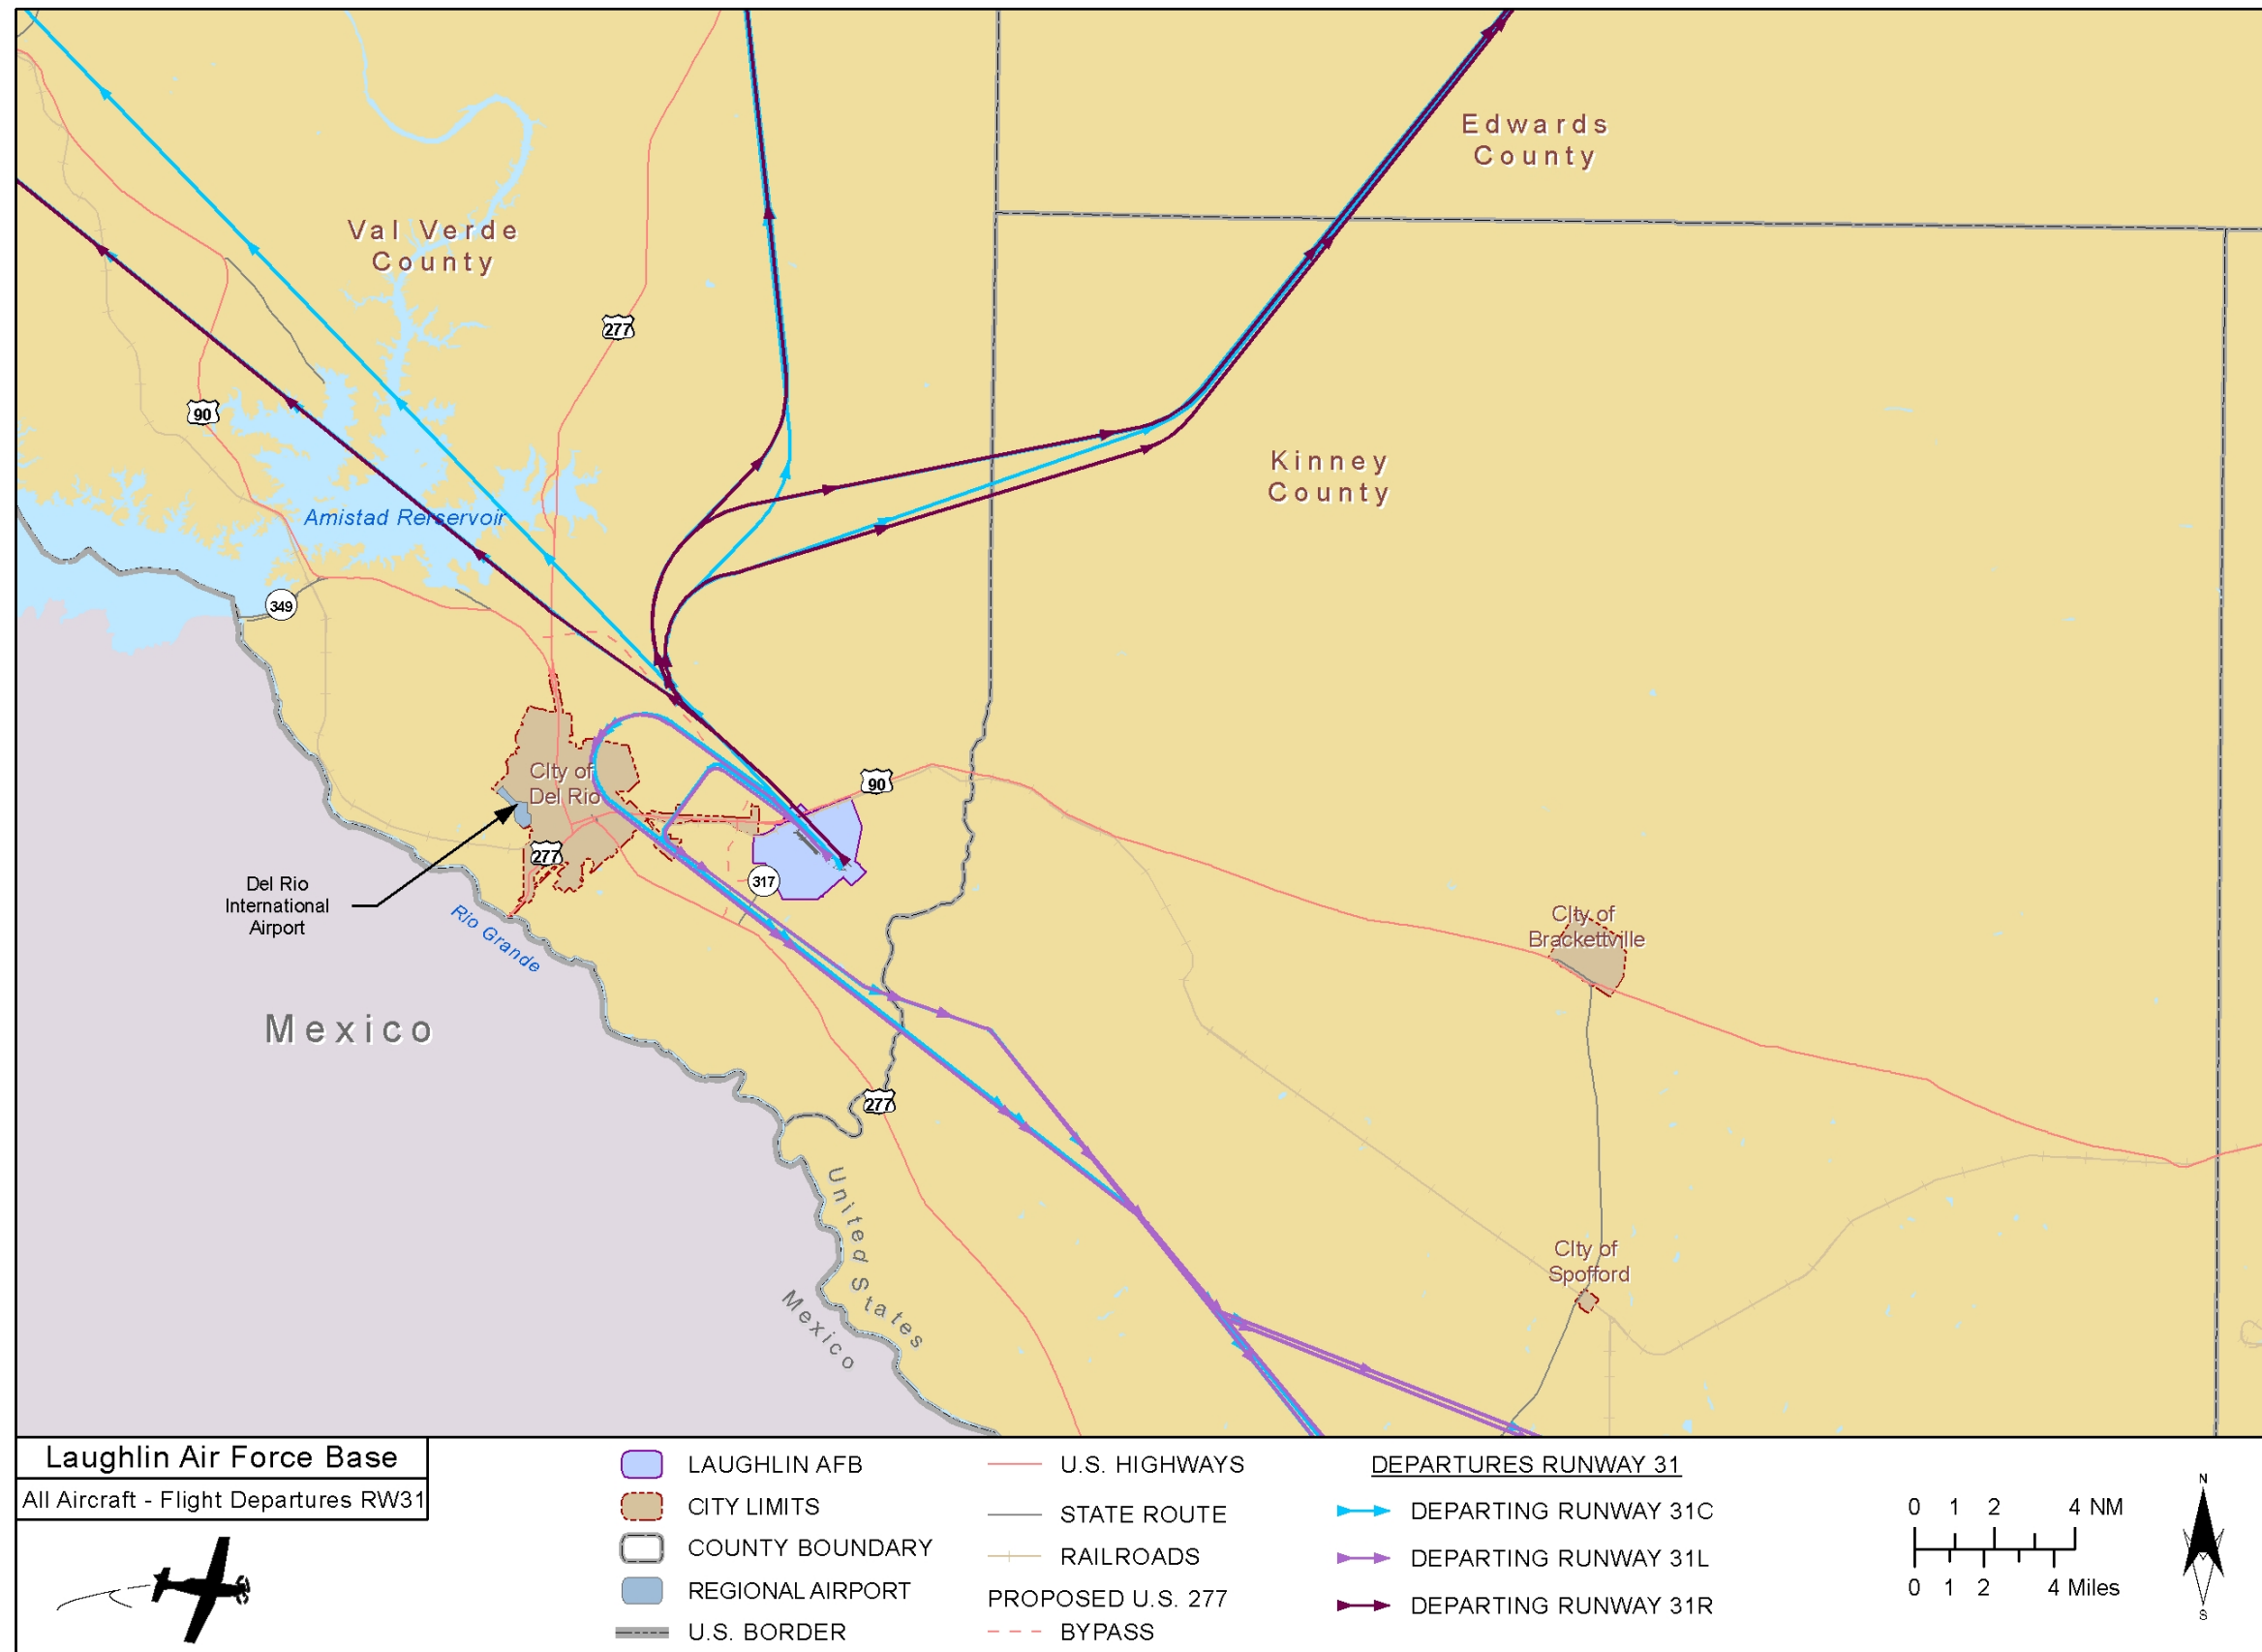 Edwards
County
Val Verde
County
277
90
Kinney
County
Amistad Rerservoir
349
CIty of
Del Rio
90
277
317
Del Rio
International
Airport
Rio Grande
CIty of
Brackettville
Mexico
277
United States
Mexico
CIty of
Spofford
Laughlin Air Force Base
All Aircraft - Flight Departures RW31
LAUGHLIN AFB
CITY LIMITS
COUNTY BOUNDARY
REGIONAL AIRPORT
U.S. BORDER
U.S. HIGHWAYS
STATE ROUTE
RAILROADS
PROPOSED U.S. 277
BYPASS
DEPARTURES RUNWAY 31
DEPARTING RUNWAY 31C
DEPARTING RUNWAY 31L
DEPARTING RUNWAY 31R
0 1 2 4 NM
0 1 2 4 Miles
N
S